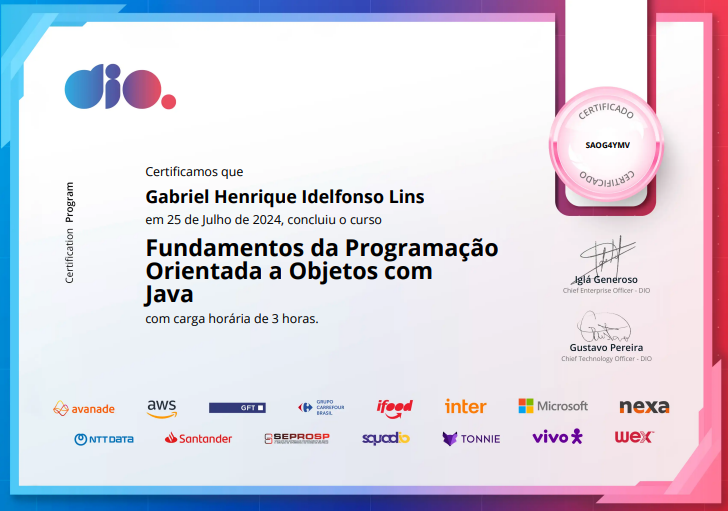 dio.
CERTIFICADO
SAOG4YMV
CERTIFICADO
Certification Program
Certificamos que
Gabriel Henrique Idelfonso Lins
em 25 de Julho de 2024, concluiu o curso
Fundamentos da Programação
Orientada a Objetos com
Java
com carga horária de 3 horas.
Iglá Generoso
Chief Enterprise Officer - DIO
Gustavo Pereira
Chief Technology Officer - DIO
avanade aws GFT GRUPO CARREFOUR BRASIL ifood inter Microsoft nexa
NTT DATA Santander SEPROSP squadio TONNIE vivo wex